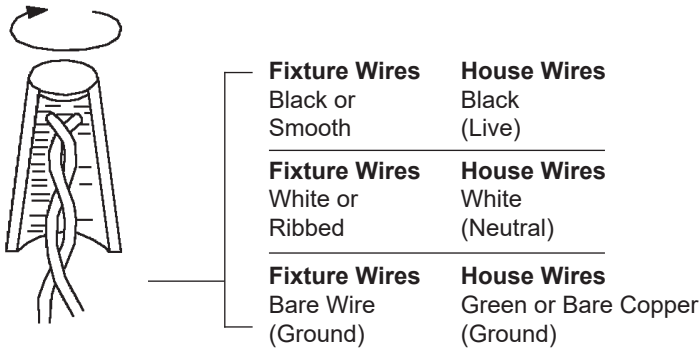 Fixture Wires House Wires
Black or Black
Smooth (Live)
Fixture Wires House Wires
White or White
Ribbed (Neutral)
Fixture Wires House Wires
Bare Wire Green or Bare Copper
(Ground) (Ground)